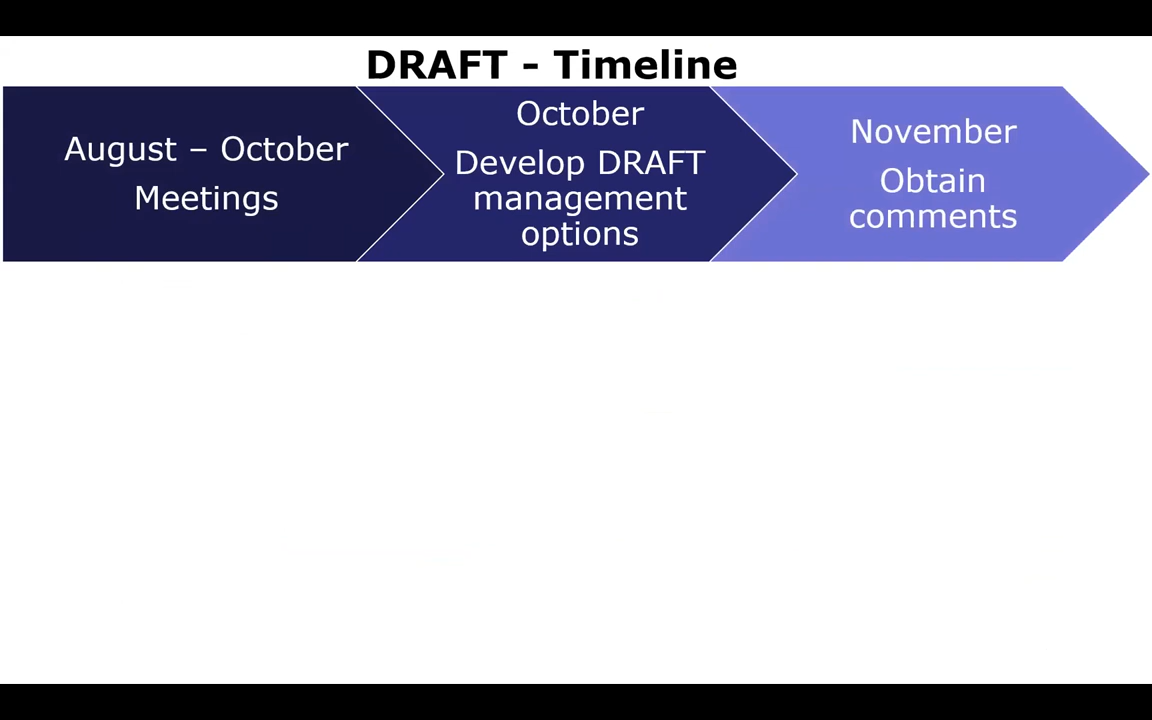 DRAFT - Timeline
August – October
Meetings
October
Develop DRAFT
management
options
November
Obtain
comments